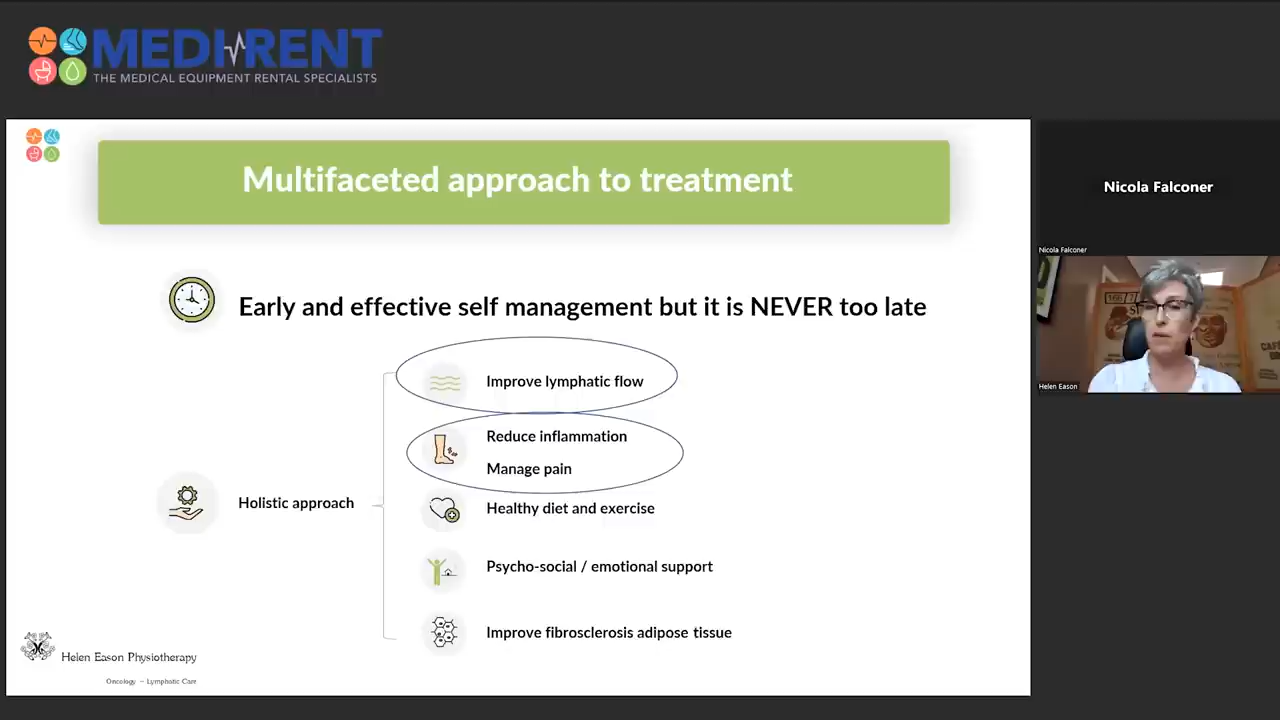 MEDI RENT
THE MEDICAL EQUIPMENT RENTAL SPECIALISTS
Multifaceted approach to treatment
Early and effective self management but it is NEVER too late
Improve lymphatic flow
Reduce inflammation
Manage pain
Holistic approach
Healthy diet and exercise
Psycho-social / emotional support
Improve fibrosclerosis adipose tissue
Helen Eason Physiotherapy
Oncology – Lymphatic Care
Nicola Falconer
Nicola Falconer
Helen Eason